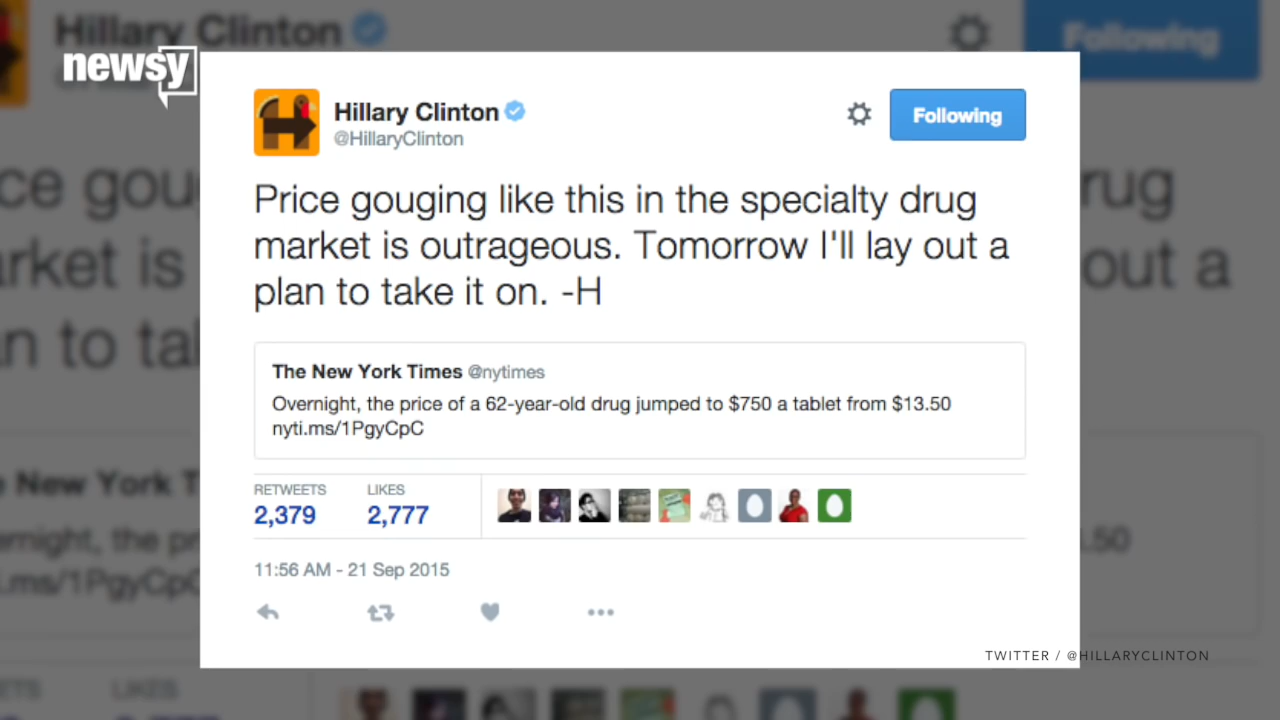 Hillary Clinton
Following
newsy
Hillary Clinton
@HillaryClinton
Following
Price gouging like this in the specialty drug
market is outrageous. Tomorrow I'll lay out a
plan to take it on. -H
The New York Times @nytimes
Overnight, the price of a 62-year-old drug jumped to $750 a tablet from $13.50
nyti.ms/1PgyCpC
RETWEETS
LIKES
2,379
2,777
11:56 AM - 21 Sep 2015
TWITTER / @HILLARYCLINTON